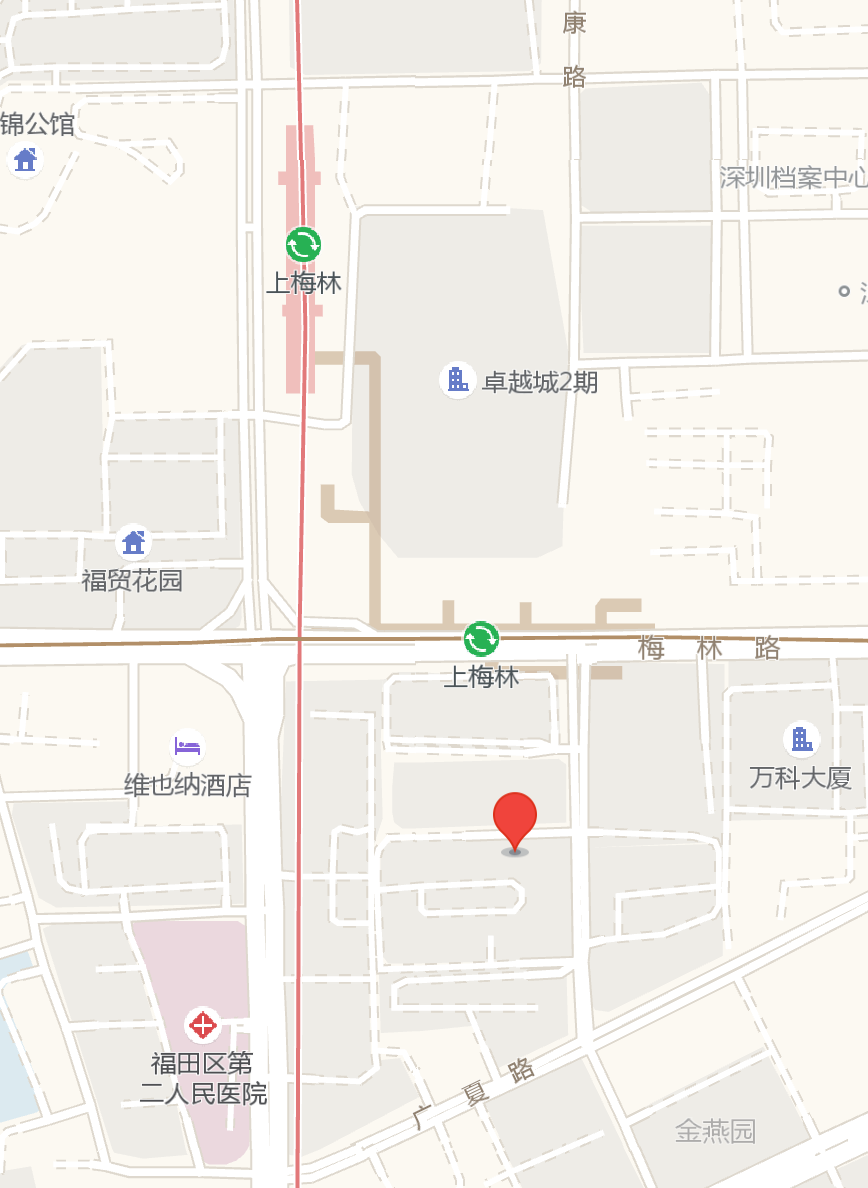 康
路
锦公馆
深圳档案中心
上梅林
卓越城2期
福贸花园
梅林路
上梅林
万科大厦
维也纳酒店
福田区第
二人民医院
广夏路
金燕园